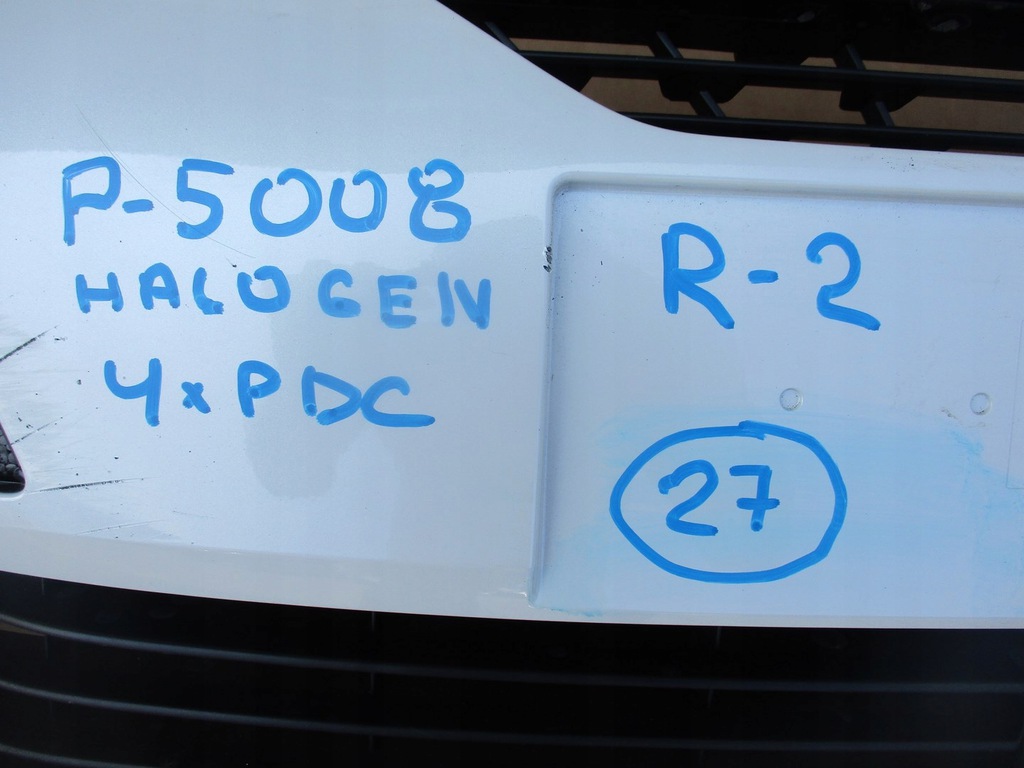 P-5008
HALOGEN
4xPDC
R-2
27